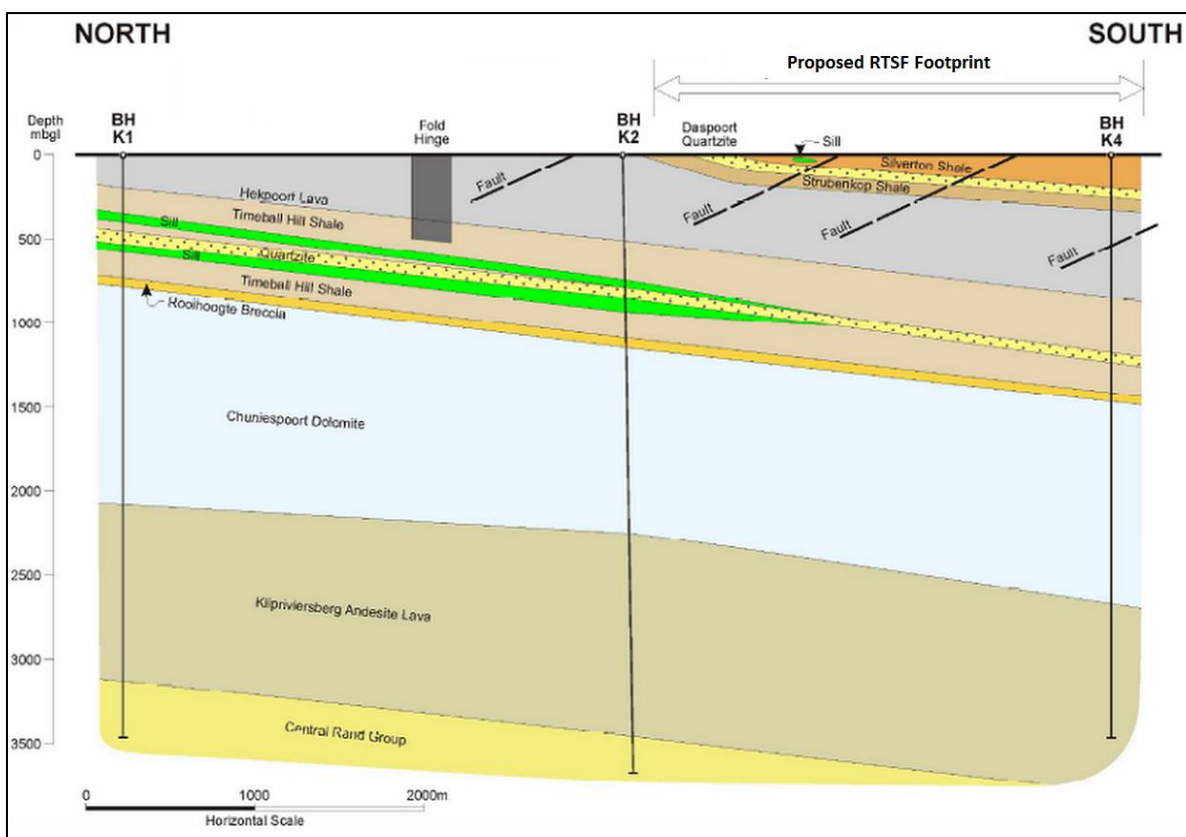 NORTH
SOUTH
Proposed RTSF Footprint
Depth
mbgl
BH
K1
Fold
Hinge
BH
K2
Daspoort
Quartzite
Sill
BH
K4
0
500
1000
1500
2000
2500
3000
3500
Hekpoort Lava
Timeball Hill Shale
Sill
Quartzite
Sill
Timeball Hill Shale
Rooihoogte Breccia
Fault
Fault
Fault
Fault
Silverton Shale
Strubenkop Shale
Chuniespoort Dolomite
Klipriviersberg Andesite Lava
Central Rand Group
0
1000
2000m
Horizontal Scale